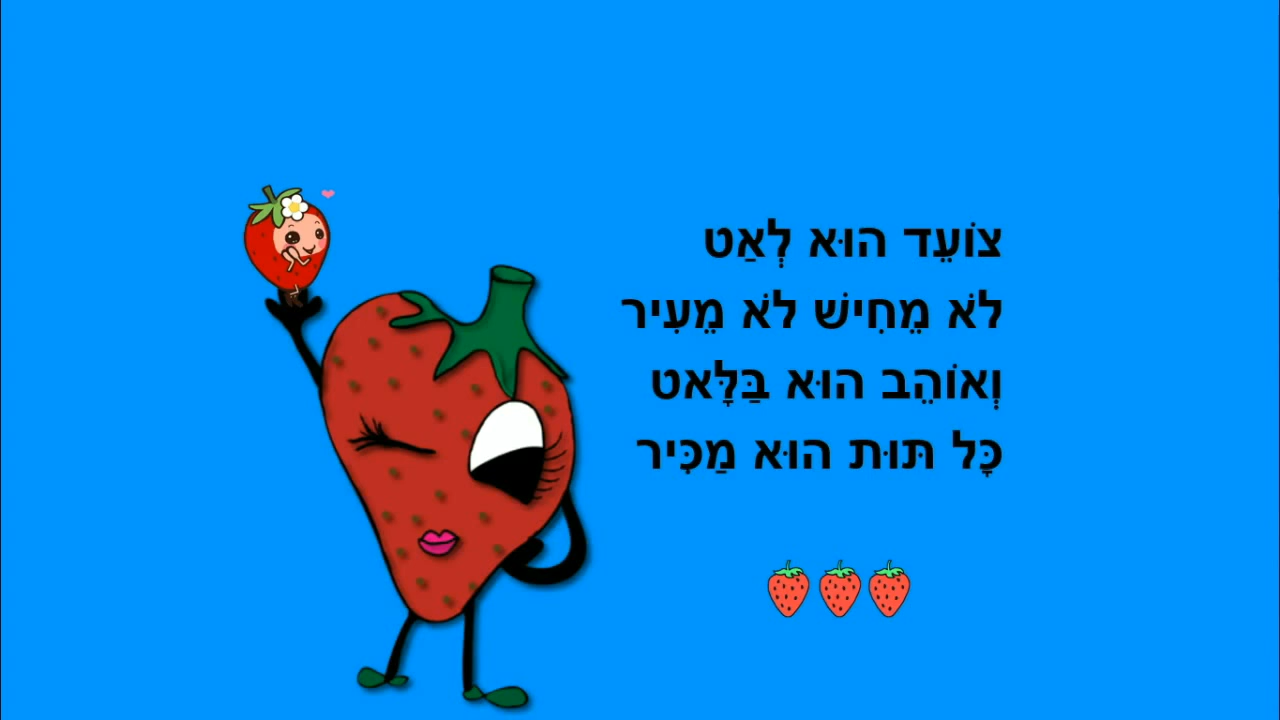 צוֹעֵד הוּא לְאַט
לֹא מֵחִישׁ לֹא מֵעִיר
וְאוֹהֵב הוּא בַּלָּאט
כָּל תּוּת הוּא מַכִּיר